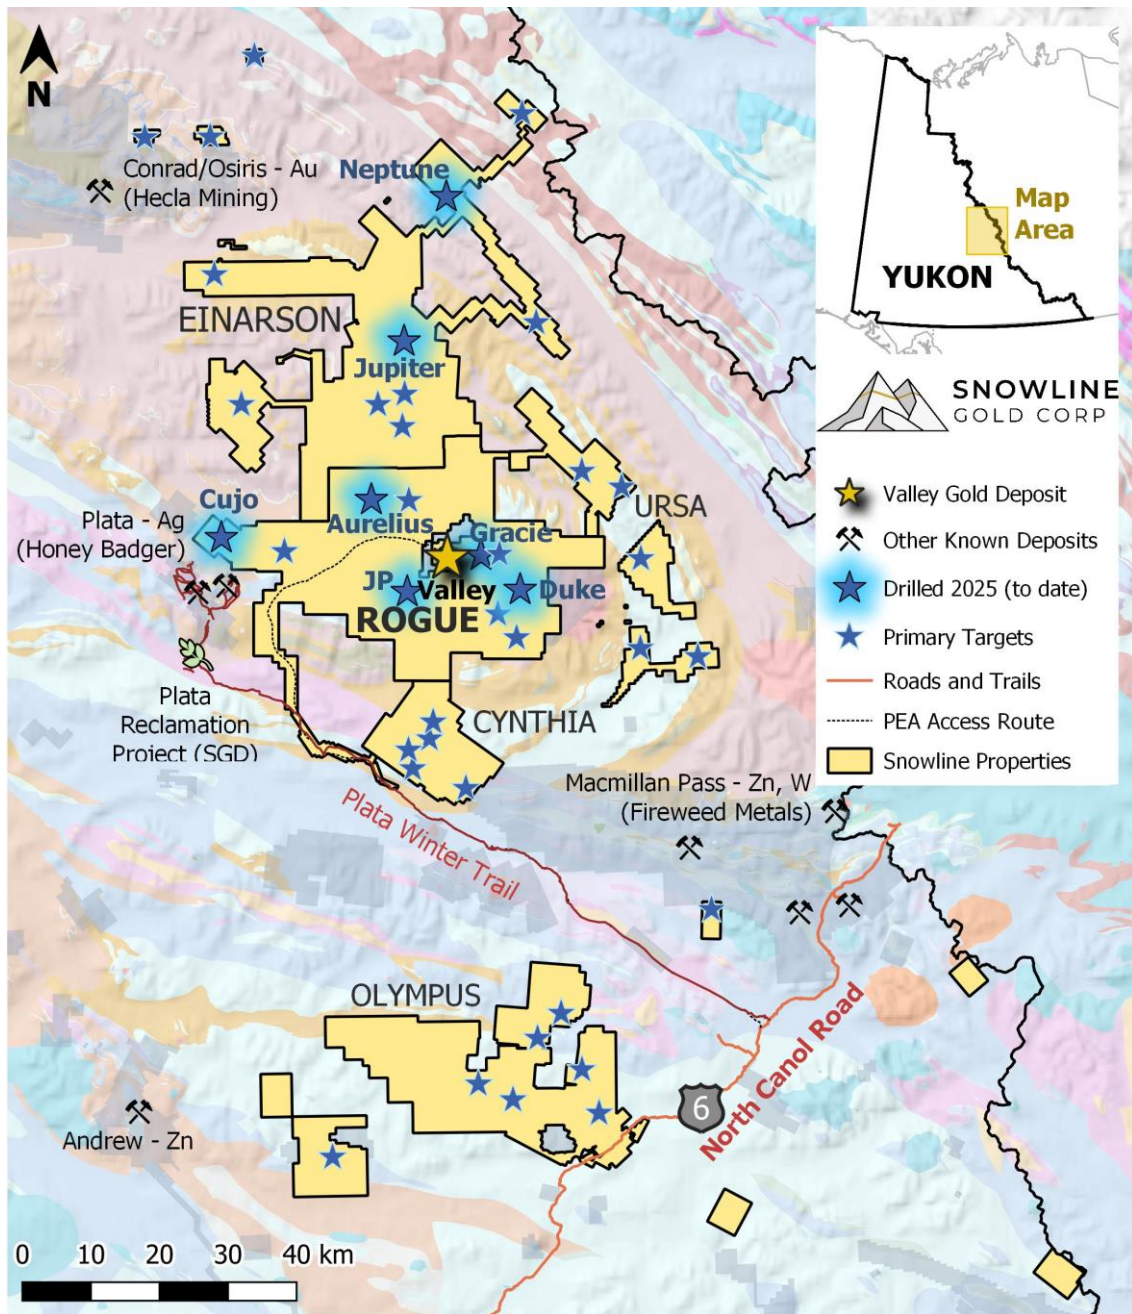 N
Conrad/Osiris - Au
(Hecla Mining)
Neptune
EINARSON
Jupiter
Cujo
Plata - Ag
(Honey Badger)
Aurelius
Gracie
URSA
JP
Valley
Duke
ROGUE
Plata
Reclamation
Project (SGD)
CYNTHIA
Macmillan Pass - Zn, W
(Fireweed Metals)
Plata Winter Trail
OLYMPUS
North Canol Road
6
Andrew - Zn
0 10 20 30 40 km
Map
Area
YUKON
SNOWLINE
GOLD CORP
Valley Gold Deposit
Other Known Deposits
Drilled 2025 (to date)
Primary Targets
Roads and Trails
PEA Access Route
Snowline Properties